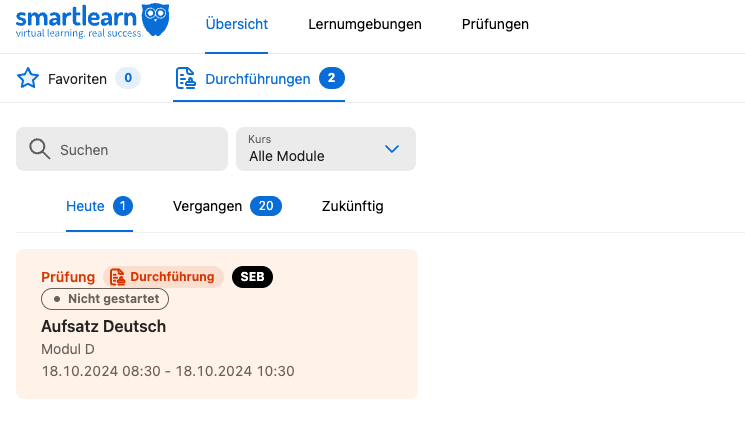 smartlearn
virtual learning. real success.
Übersicht Lernumgebungen Prüfungen
Favoriten 0 Durchführungen 2
Suchen
Kurs
Alle Module
Heute 1 Vergangen 20 Zukünftig
Prüfung Durchführung SEB
Nicht gestartet
Aufsatz Deutsch
Modul D
18.10.2024 08:30 - 18.10.2024 10:30